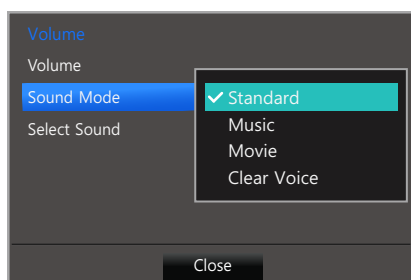 Volume
Volume
Sound Mode
Standard
Select Sound
Music
Movie
Clear Voice
Close